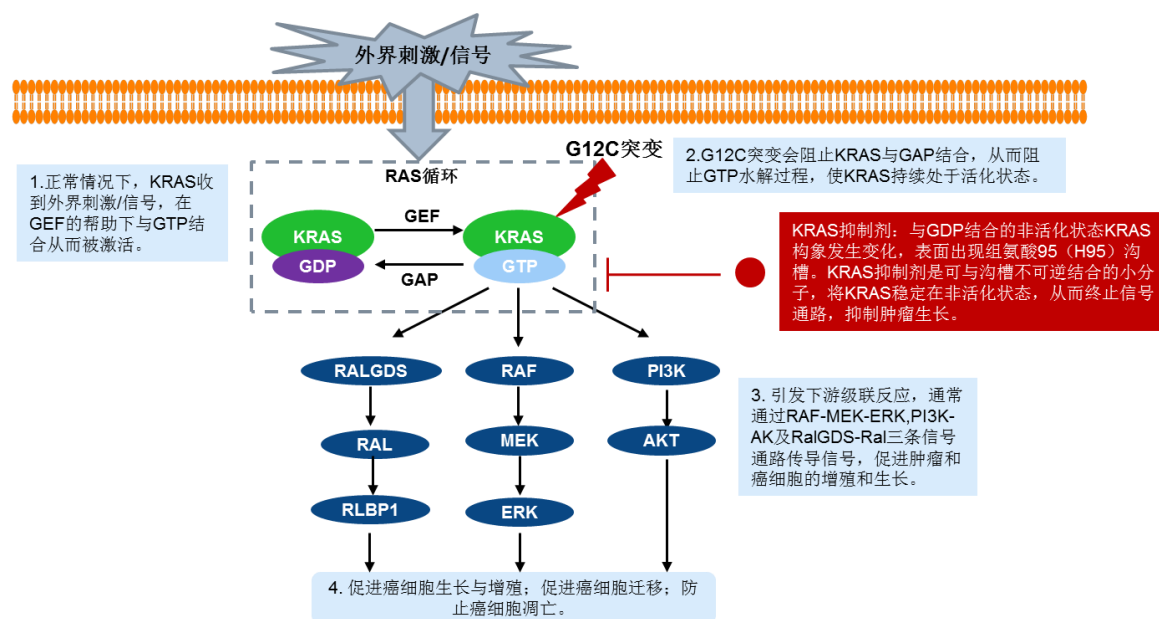 外界刺激/信号
G12C突变
2.G12C突变会阻止KRAS与GAP结合，从而阻
止GTP水解过程，使KRAS持续处于活化状态。
1.正常情况下，KRAS收
到外界刺激/信号，在
GEF的帮助下与GTP结
合从而被激活。
RAS循环
GEF
KRAS
KRAS
GDP
GTP
GAP
KRAS抑制剂：与GDP结合的非活化状态KRAS
构象发生变化，表面出现组氨酸95（H95）沟
槽。KRAS抑制剂是可与沟槽不可逆结合的小分
子，将KRAS稳定在非活化状态，从而终止信号
通路，抑制肿瘤生长。
RALGDS
RAF
PI3K
RAL
MEK
AKT
RLBP1
ERK
3. 引发下游级联反应，通常
通过RAF-MEK-ERK,PI3K-
AK及RalGDS-Ral三条信号
通路传导信号，促进肿瘤和
癌细胞的增殖和生长。
4. 促进癌细胞生长与增殖；促进癌细胞迁移；防
止癌细胞凋亡。